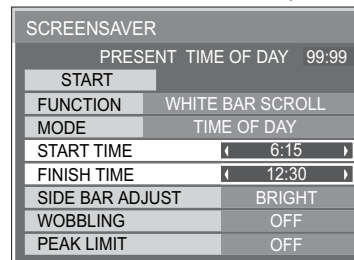 SCREENSAVER
PRESENT TIME OF DAY 99:99
START
FUNCTION WHITE BAR SCROLL
MODE TIME OF DAY
START TIME 6:15
FINISH TIME 12:30
SIDE BAR ADJUST BRIGHT
WOBBLING OFF
PEAK LIMIT OFF